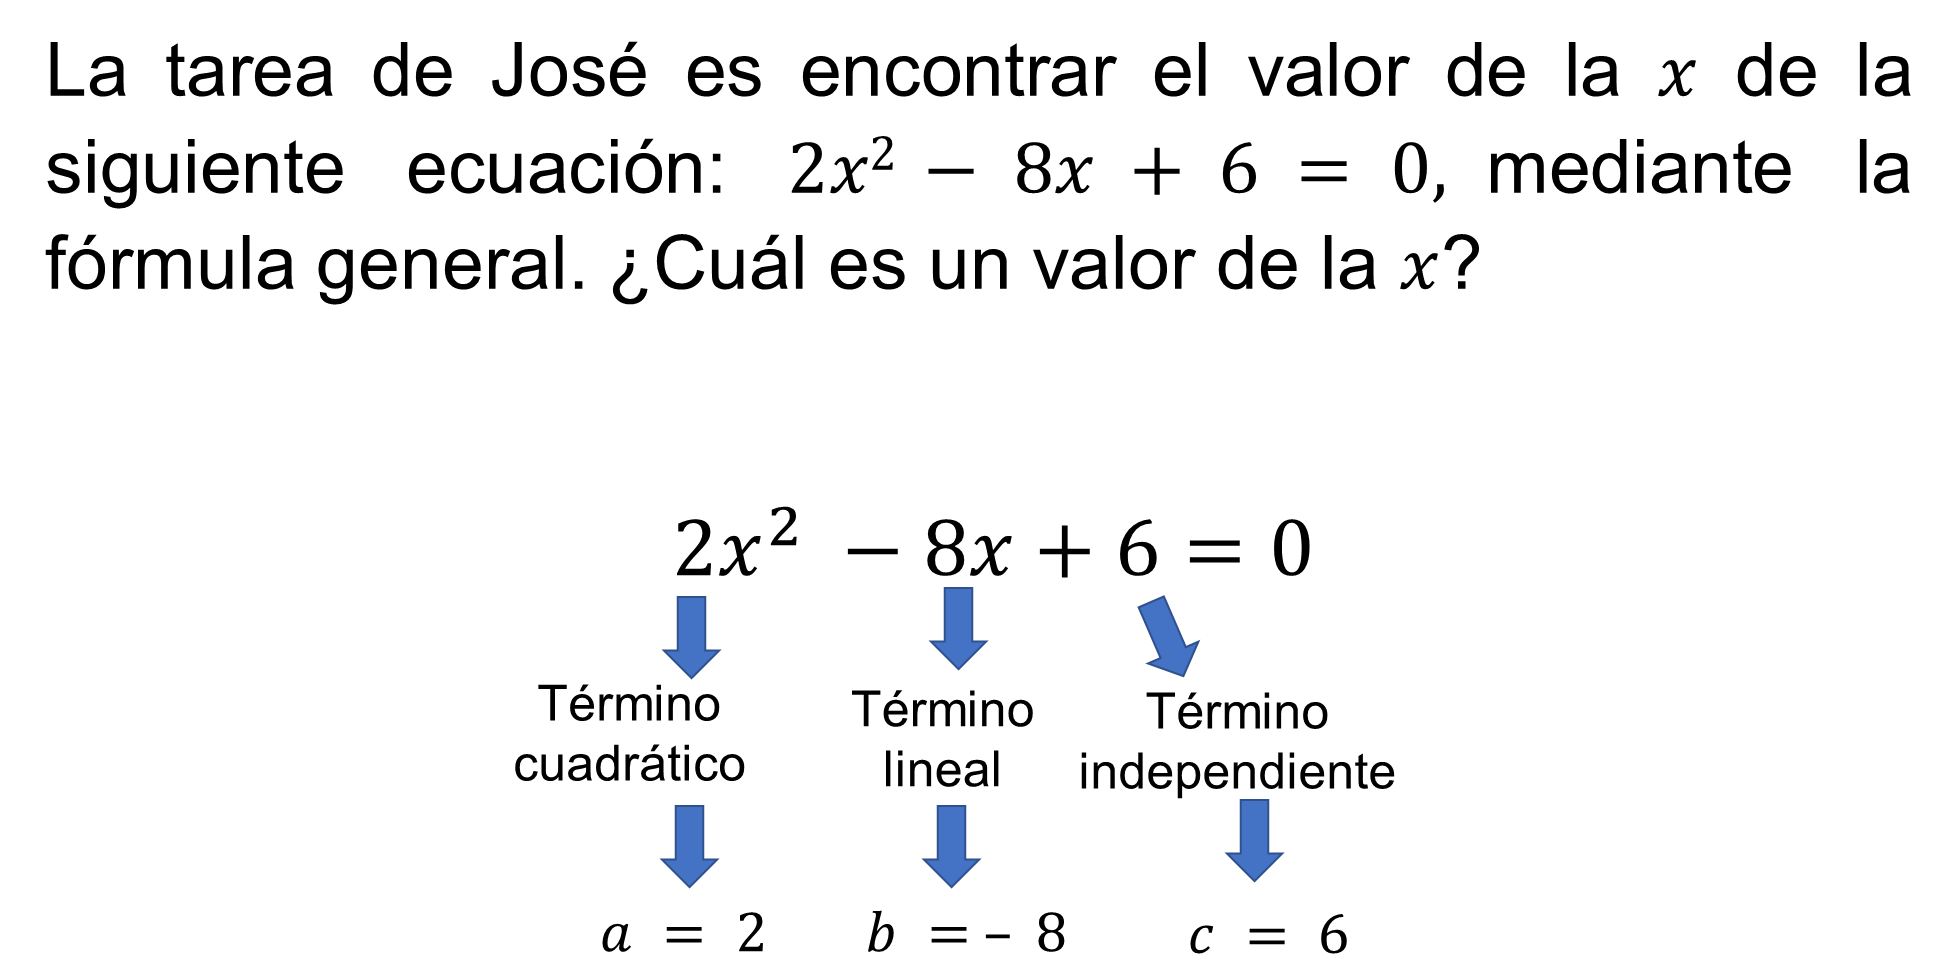 La tarea de José es encontrar el valor de la x de la
siguiente ecuación: 2x² − 8x + 6 = 0, mediante la
fórmula general. ¿Cuál es un valor de la x?
2x² − 8x + 6 = 0
Término cuadrático
Término lineal
Término independiente
a = 2
b = – 8
c = 6